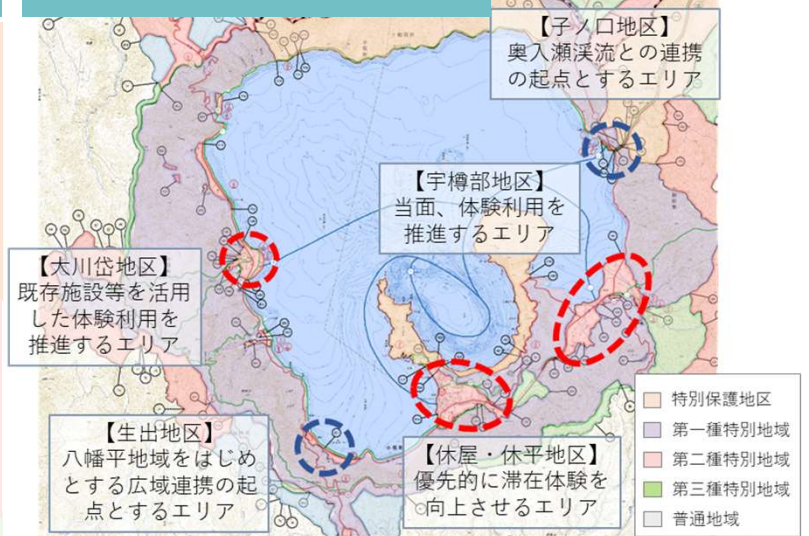 【子ノ口地区】
奥入瀬渓流との連携
の起点とするエリア
【宇樽部地区】
当面、体験利用を
推進するエリア
【大川岱地区】
既存施設等を活用
した体験利用を
推進するエリア
【生出地区】
八幡平地域をはじめ
とする広域連携の起
点とするエリア
【休屋・休平地区】
優先的に滞在体験を
向上させるエリア
特別保護地区
第一種特別地域
第二種特別地域
第三種特別地域
普通地域